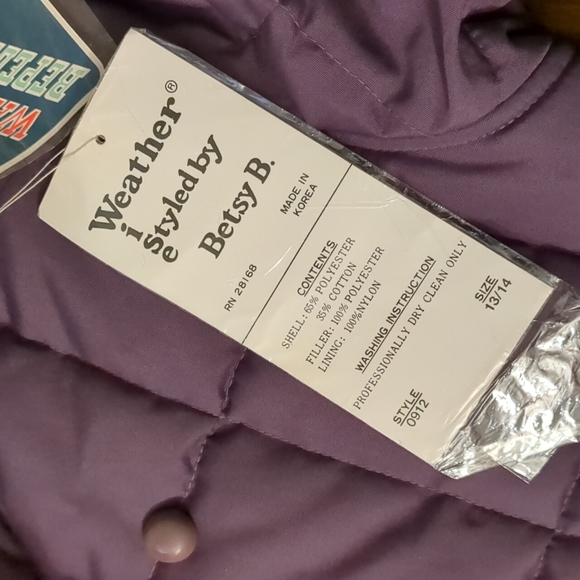 Weather®
i
Styled by
e
Betsy B.
RN 28168
MADE IN
KOREA
CONTENTS
SHELL: 65% POLYESTER
35% COTTON
FILLER: 100% POLYESTER
LINING: 100% NYLON
WASHING INSTRUCTION
PROFESSIONALLY DRY CLEAN ONLY
STYLE
0912
SIZE
13/14